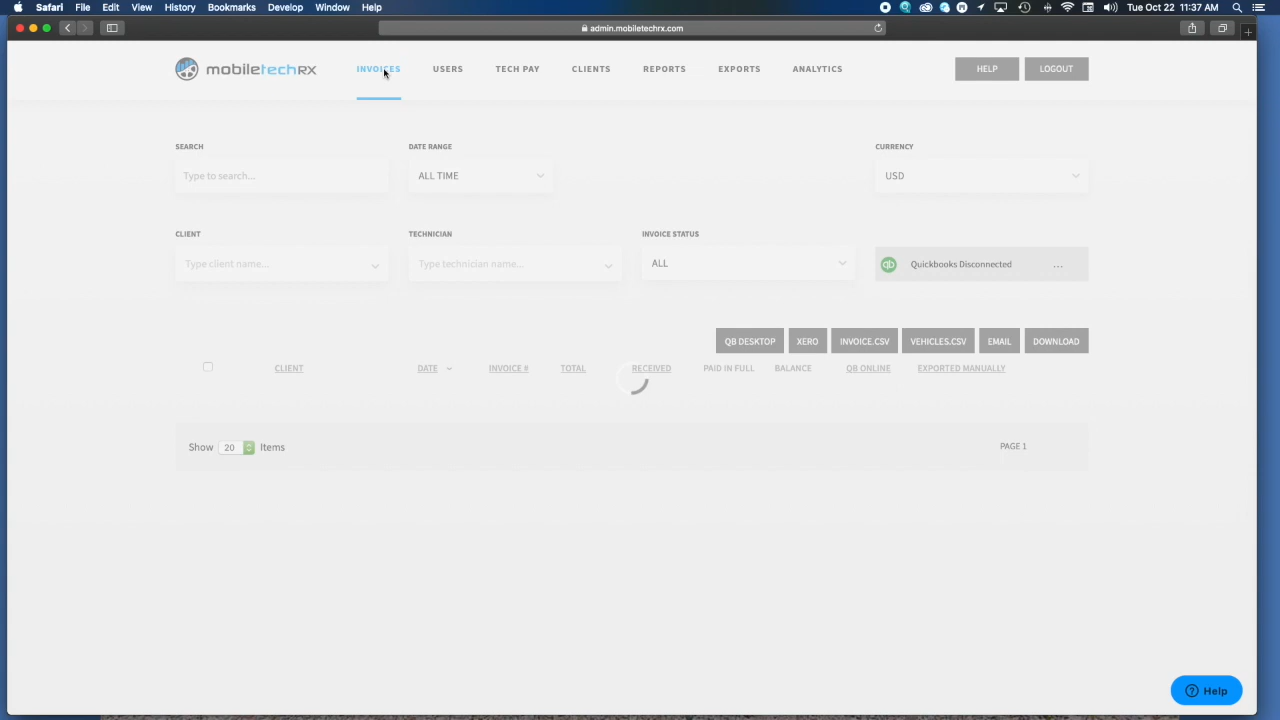 Safari File Edit View History Bookmarks Develop Window Help Tue Oct 22 11:37 AM
admin.mobiletechrx.com
mobiletechRX INVOICES USERS TECH PAY CLIENTS REPORTS EXPORTS ANALYTICS HELP LOGOUT
SEARCH DATE RANGE CURRENCY
Type to search... ALL TIME USD
CLIENT TECHNICIAN INVOICE STATUS
Type client name... Type technician name... ALL qb Quickbooks Disconnected ...
QB DESKTOP XERO INVOICE.CSV VEHICLES.CSV EMAIL DOWNLOAD
CLIENT DATE INVOICE # TOTAL RECEIVED PAID IN FULL BALANCE QB ONLINE EXPORTED MANUALLY
Show 20 Items PAGE 1
Help